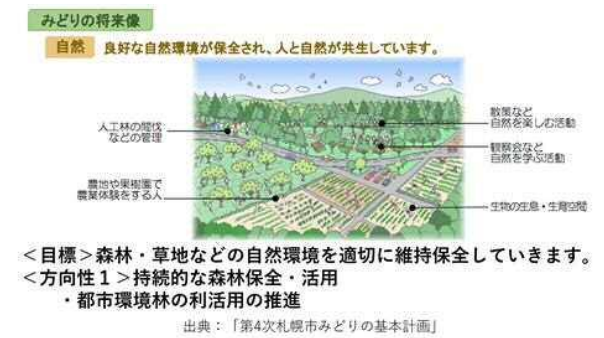 みどりの将来像
自然 良好な自然環境が保全され、人と自然が共生しています。
人工林の間伐
などの管理
農地や果樹園で
農業体験をする人
散策など
自然を楽しむ活動
観察会など
自然を学ぶ活動
生物の生息・生育空間
＜目標＞森林・草地などの自然環境を適切に維持保全していきます。
＜方向性１＞持続的な森林保全・活用
・都市環境林の利活用の推進
出典：「第4次札幌市みどりの基本計画」